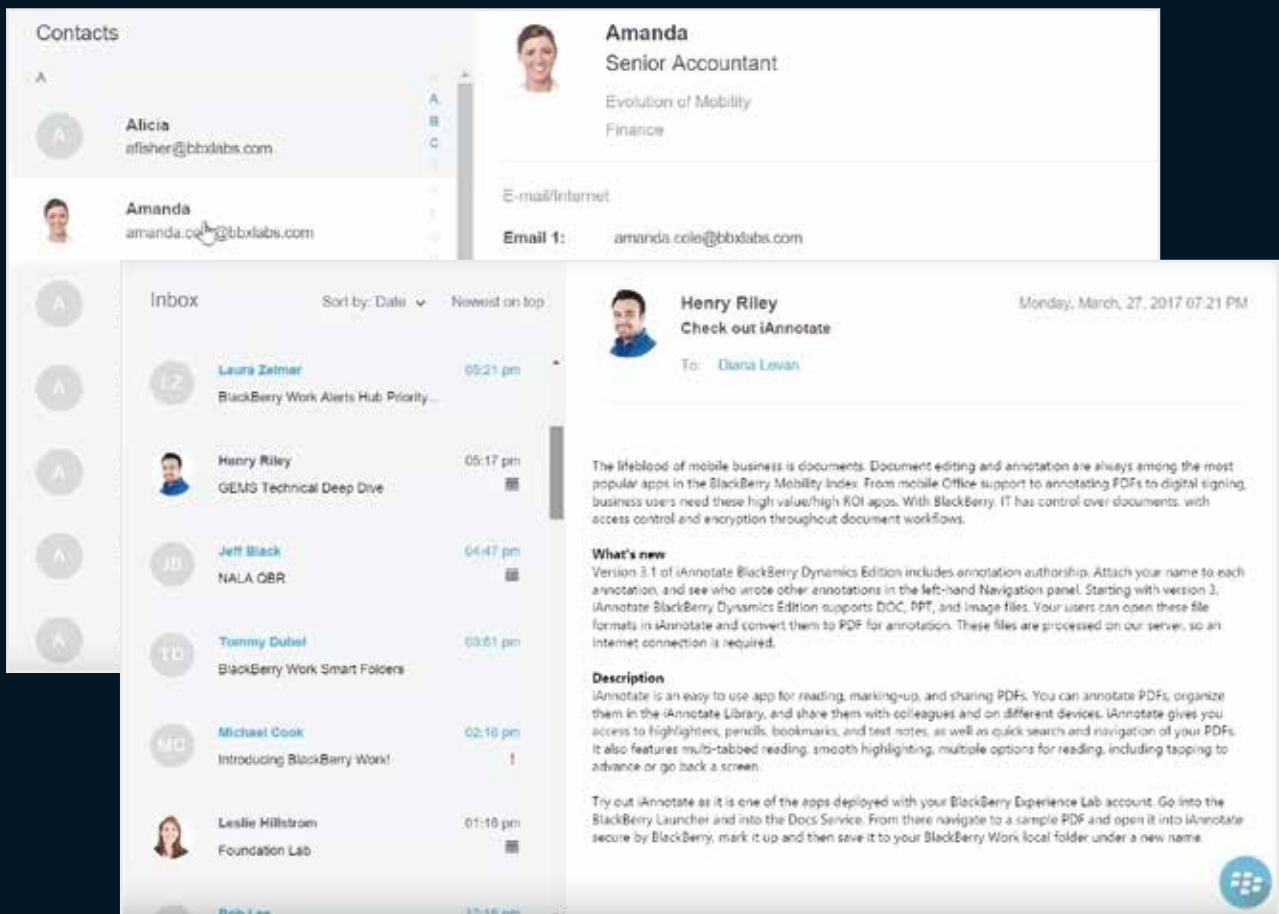 Contacts
A
A
Alicia
afisher@bbxlabs.com
Amanda
@bbxlabs.com
A
A
A
A
A
A
B
C
Amanda
Senior Accountant
Evolution of Mobility
Finance
E-mail/Internet
Email 1: amanda.cole@bbxlabs.com
Inbox
Sort by: Date
Newest on top
LZ
Laura Zelmar
05:21 pm
BlackBerry Work Alerts Hub Priority...
Henry Riley
05:17 pm
GEMS Technical Deep Dive
JB
Jeff Black
04:47 pm
NALA QBR
TD
Tommy Dubel
03:51 pm
BlackBerry Work Smart Folders
MC
Michael Cook
02:16 pm
Introducing BlackBerry Work!
!
Leslie Hillstrom
01:16 pm
Foundation Lab
Bob Lee
12:16 pm
Henry Riley
Monday, March, 27, 2017 07:21 PM
Check out iAnnotate
To: Diana Levan
The lifeblood of mobile business is documents. Document editing and annotation are always among the most
popular apps in the BlackBerry Mobility Index. From mobile Office support to annotating PDFs to digital signing,
business users need these high value/high ROI apps. With BlackBerry, IT has control over documents, with
access control and encryption throughout document workflows.
What's new
Version 3.1 of iAnnotate BlackBerry Dynamics Edition includes annotation authorship. Attach your name to each
annotation, and see who wrote other annotations in the left-hand Navigation panel. Starting with version 3,
iAnnotate BlackBerry Dynamics Edition supports DOC, PPT, and image files. Your users can open these file
formats in iAnnotate and convert them to PDF for annotation. These files are processed on our server, so an
internet connection is required.
Description
iAnnotate is an easy to use app for reading, marking-up, and sharing PDFs. You can annotate PDFs, organize
them in the iAnnotate Library, and share them with colleagues and on different devices. iAnnotate gives you
access to highlighters, pencils, bookmarks, and text notes, as well as quick search and navigation of your PDFs.
It also features multi-tabbed reading, smooth highlighting, multiple options for reading, including tapping to
advance or go back a screen.
Try out iAnnotate as it is one of the apps deployed with your BlackBerry Experience Lab account. Go into the
BlackBerry Launcher and into the Docs Service. From there navigate to a sample PDF and open it into iAnnotate
secure by BlackBerry, mark it up and then save it to your BlackBerry Work local folder under a new name.